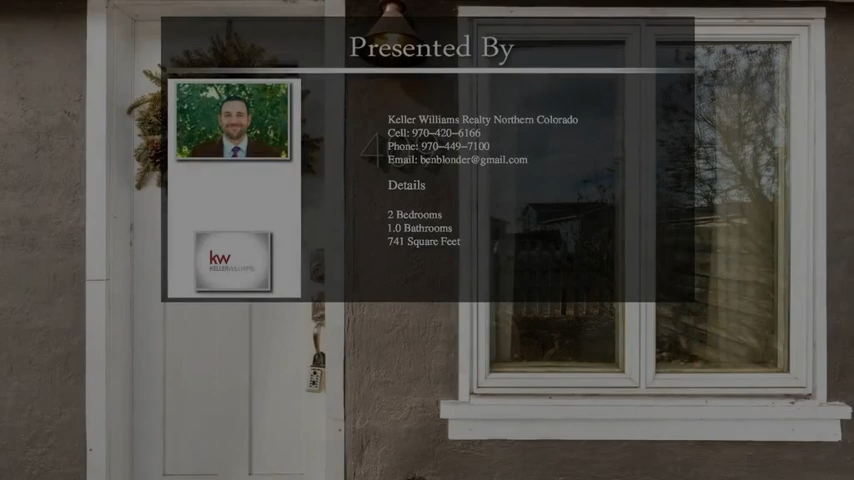 Presented By
Keller Williams Realty Northern Colorado
Cell: 970-420-6166
Phone: 970-449-7100
Email: benblonder@gmail.com
Details
2 Bedrooms
1.0 Bathrooms
741 Square Feet
kw
KELLERWILLIAMS